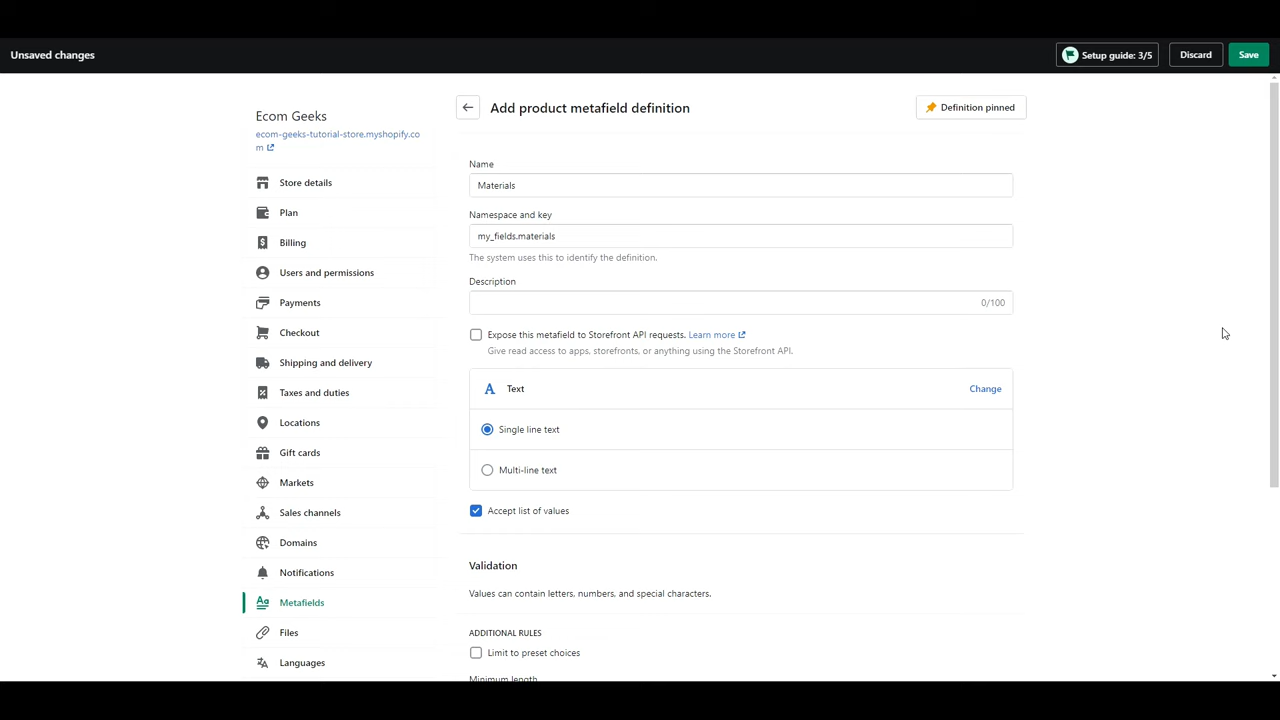 Unsaved changes
Setup guide: 3/5
Discard
Save
Ecom Geeks
ecom-geeks-tutorial-store.myshopify.co
m
Store details
Plan
Billing
Users and permissions
Payments
Checkout
Shipping and delivery
Taxes and duties
Locations
Gift cards
Markets
Sales channels
Domains
Notifications
Metafields
Files
Languages
Add product metafield definition
Definition pinned
Name
Materials
Namespace and key
my_fields.materials
The system uses this to identify the definition.
Description
0/100
Expose this metafield to Storefront API requests. Learn more
Give read access to apps, storefronts, or anything using the Storefront API.
A Text
Change
Single line text
Multi-line text
Accept list of values
Validation
Values can contain letters, numbers, and special characters.
ADDITIONAL RULES
Limit to preset choices
Minimum length